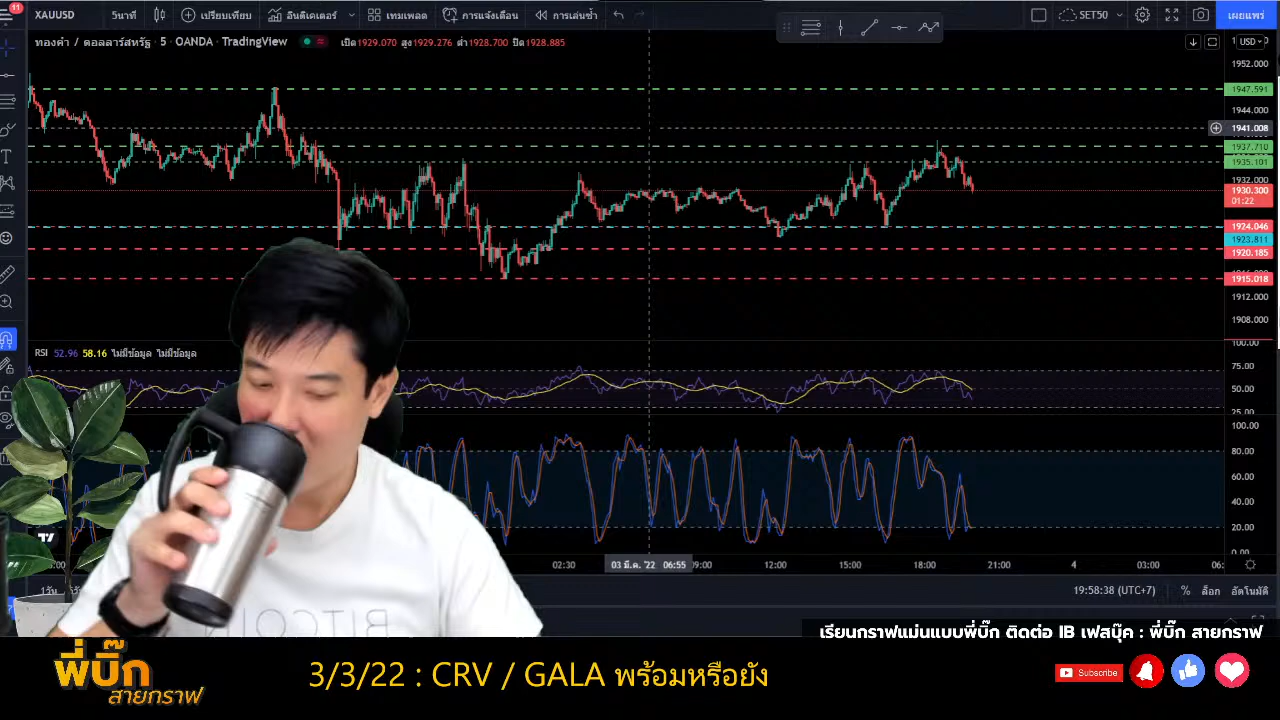 11
XAUUSD 5นาที เปรียบเทียบ อินดิเคเตอร์ เทมเพลต การแจ้งเตือน การเล่นซ้ำ SET50 เผยแพร่
ทองคำ / ดอลลาร์สหรัฐ · 5 · OANDA · TradingView เปิด1929.070 สูง1929.276 ต่ำ1928.700 ปิด1928.885
USD
1952.000
1947.591
1944.000
1941.008
1937.710
1935.101
1932.000
1930.300
01:22
1924.046
1923.811
1920.185
1915.018
1912.000
1908.000
RSI 52.96 58.16 ไม่มีข้อมูล ไม่มีข้อมูล
100.00
75.00
50.00
25.00
100.00
80.00
60.00
40.00
20.00
0.00
02:30 03 มี.ค. '22 06:55 09:00 12:00 15:00 18:00 21:00 4 03:00 06:
1วัน 19:58:38 (UTC+7) % ล็อก อัตโนมัติ
BITCOIN
เรียนกราฟแม่นแบบพี่บิ๊ก ติดต่อ IB เฟสบุ๊ค : พี่บิ๊ก สายกราฟ
พี่บิ๊ก
สายกราฟ
3/3/22 : CRV / GALA พร้อมหรือยัง
Subscribe